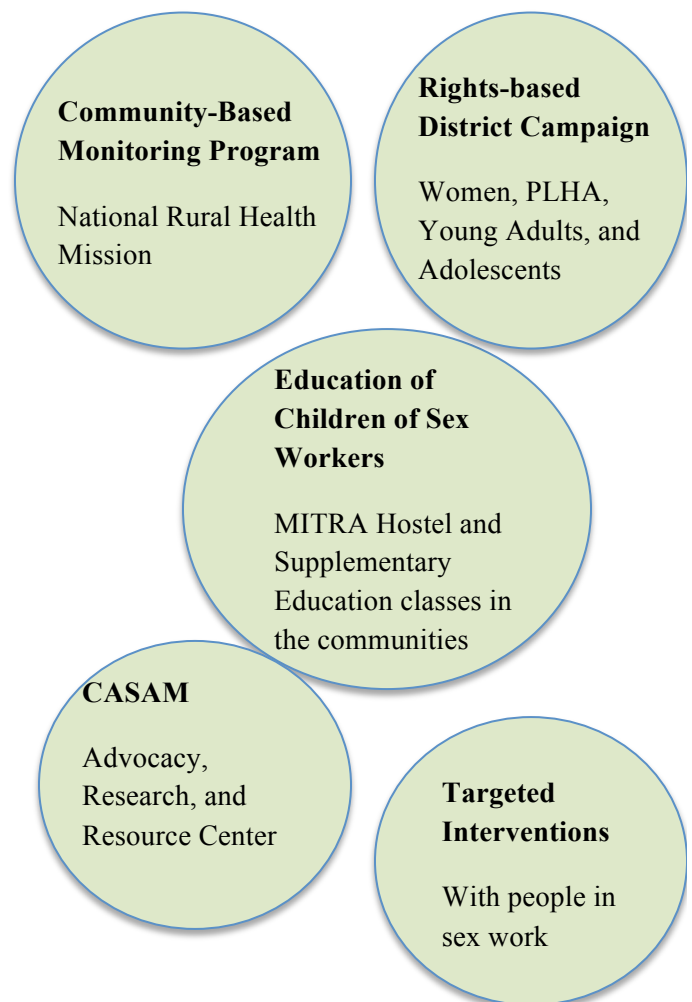 Community-Based
Monitoring Program
National Rural Health
Mission
Rights-based
District Campaign
Women, PLHA,
Young Adults, and
Adolescents
Education of
Children of Sex
Workers
MITRA Hostel and
Supplementary
Education classes in
the communities
CASAM
Advocacy,
Research, and
Resource Center
Targeted
Interventions
With people in
sex work